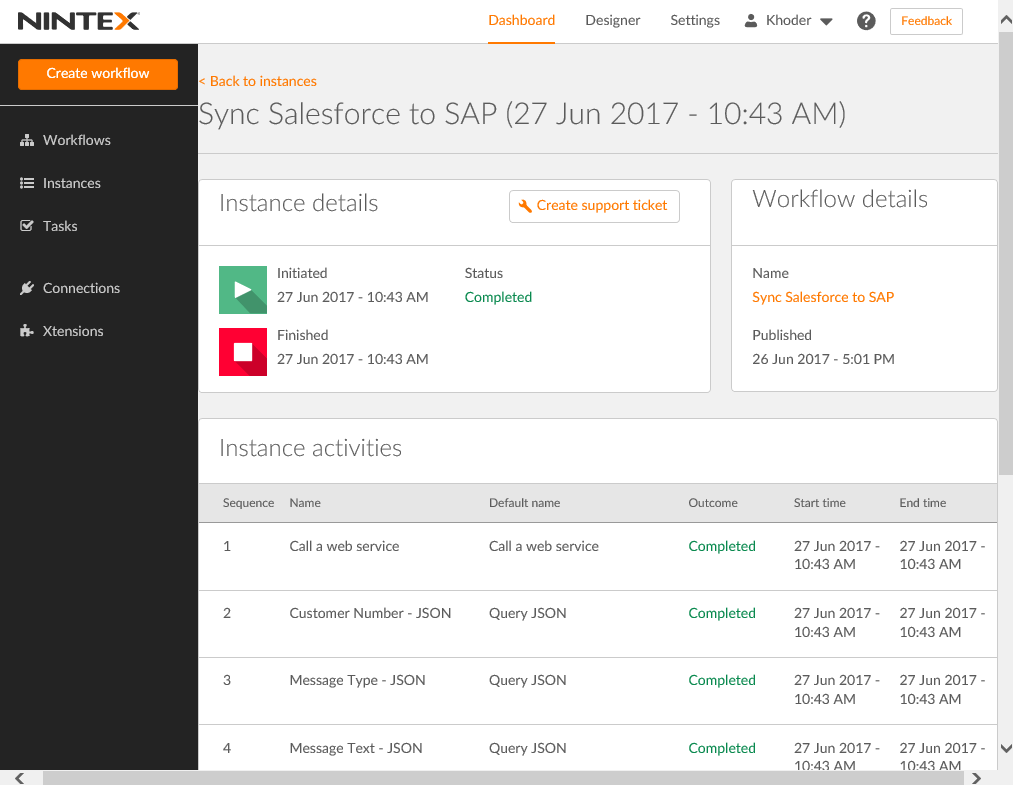 NINTEX
Dashboard
Designer
Settings
Khoder
?
Feedback
Create workflow
Workflows
Instances
Tasks
Connections
Xtensions
< Back to instances
Sync Salesforce to SAP (27 Jun 2017 - 10:43 AM)
Instance details
Create support ticket
Initiated
27 Jun 2017 - 10:43 AM
Status
Completed
Finished
27 Jun 2017 - 10:43 AM
Workflow details
Name
Sync Salesforce to SAP
Published
26 Jun 2017 - 5:01 PM
Instance activities
Sequence Name Default name Outcome Start time End time
1 Call a web service Call a web service Completed 27 Jun 2017 - 27 Jun 2017 -
10:43 AM 10:43 AM
2 Customer Number - JSON Query JSON Completed 27 Jun 2017 - 27 Jun 2017 -
10:43 AM 10:43 AM
3 Message Type - JSON Query JSON Completed 27 Jun 2017 - 27 Jun 2017 -
10:43 AM 10:43 AM
4 Message Text - JSON Query JSON Completed 27 Jun 2017 - 27 Jun 2017 -
10:43 AM 10:43 AM